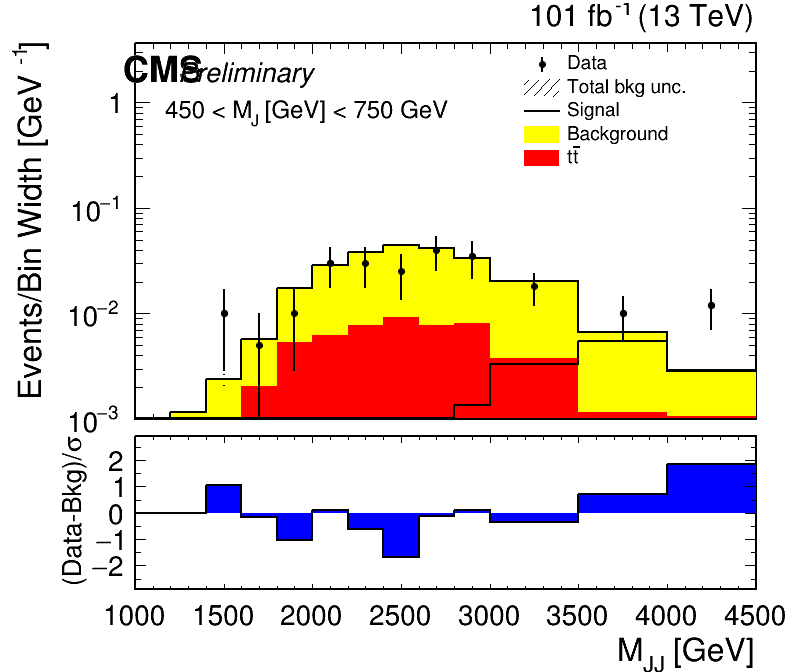 101 fb⁻¹ (13 TeV)
CMS Preliminary
450 < M_J [GeV] < 750 GeV
Data
Total bkg unc.
Signal
Background
tt̄
Events/Bin Width [GeV⁻¹]
1
10⁻¹
10⁻²
10⁻³
(Data-Bkg)/σ
2
1
0
−1
−2
1000 1500 2000 2500 3000 3500 4000 4500
M_JJ [GeV]